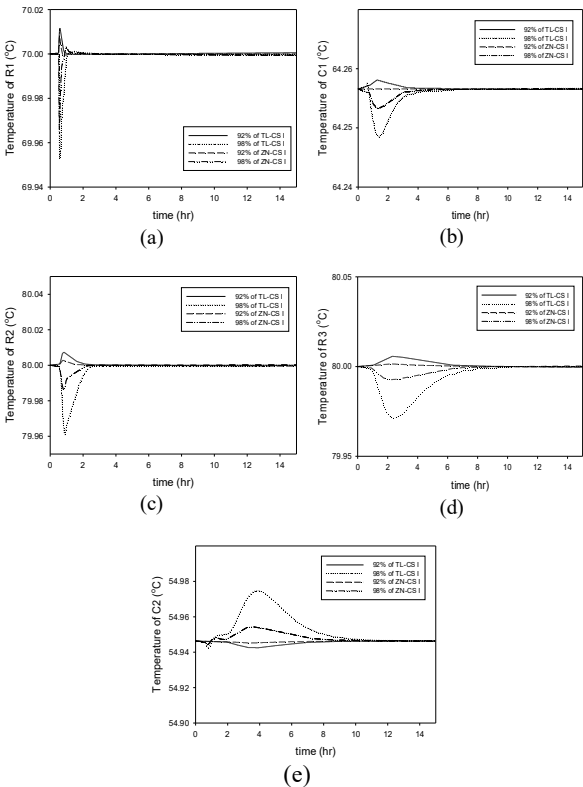 70.02
70.00
69.98
69.96
69.94
Temperature of R1 (°C)
92% of TL-CS I
98% of TL-CS I
92% of ZN-CS I
98% of ZN-CS I
0 2 4 6 8 10 12 14
time (hr)
(a)
64.26
64.25
64.24
Temperature of C1 (°C)
92% of TL-CS I
98% of TL-CS I
92% of ZN-CS I
98% of ZN-CS I
0 2 4 6 8 10 12 14
time (hr)
(b)
80.04
80.02
80.00
79.98
79.96
Temperature of R2 (°C)
92% of TL-CS I
98% of TL-CS I
92% of ZN-CS I
98% of ZN-CS I
0 2 4 6 8 10 12 14
time (hr)
(c)
80.05
80.00
79.95
Temperature of R3 (°C)
92% of TL-CS I
98% of TL-CS I
92% of ZN-CS I
98% of ZN-CS I
0 2 4 6 8 10 12 14
time (hr)
(d)
54.98
54.96
54.94
54.92
54.90
Temperature of C2 (°C)
92% of TL-CS I
98% of TL-CS I
92% of ZN-CS I
98% of ZN-CS I
0 2 4 6 8 10 12 14
time (hr)
(e)